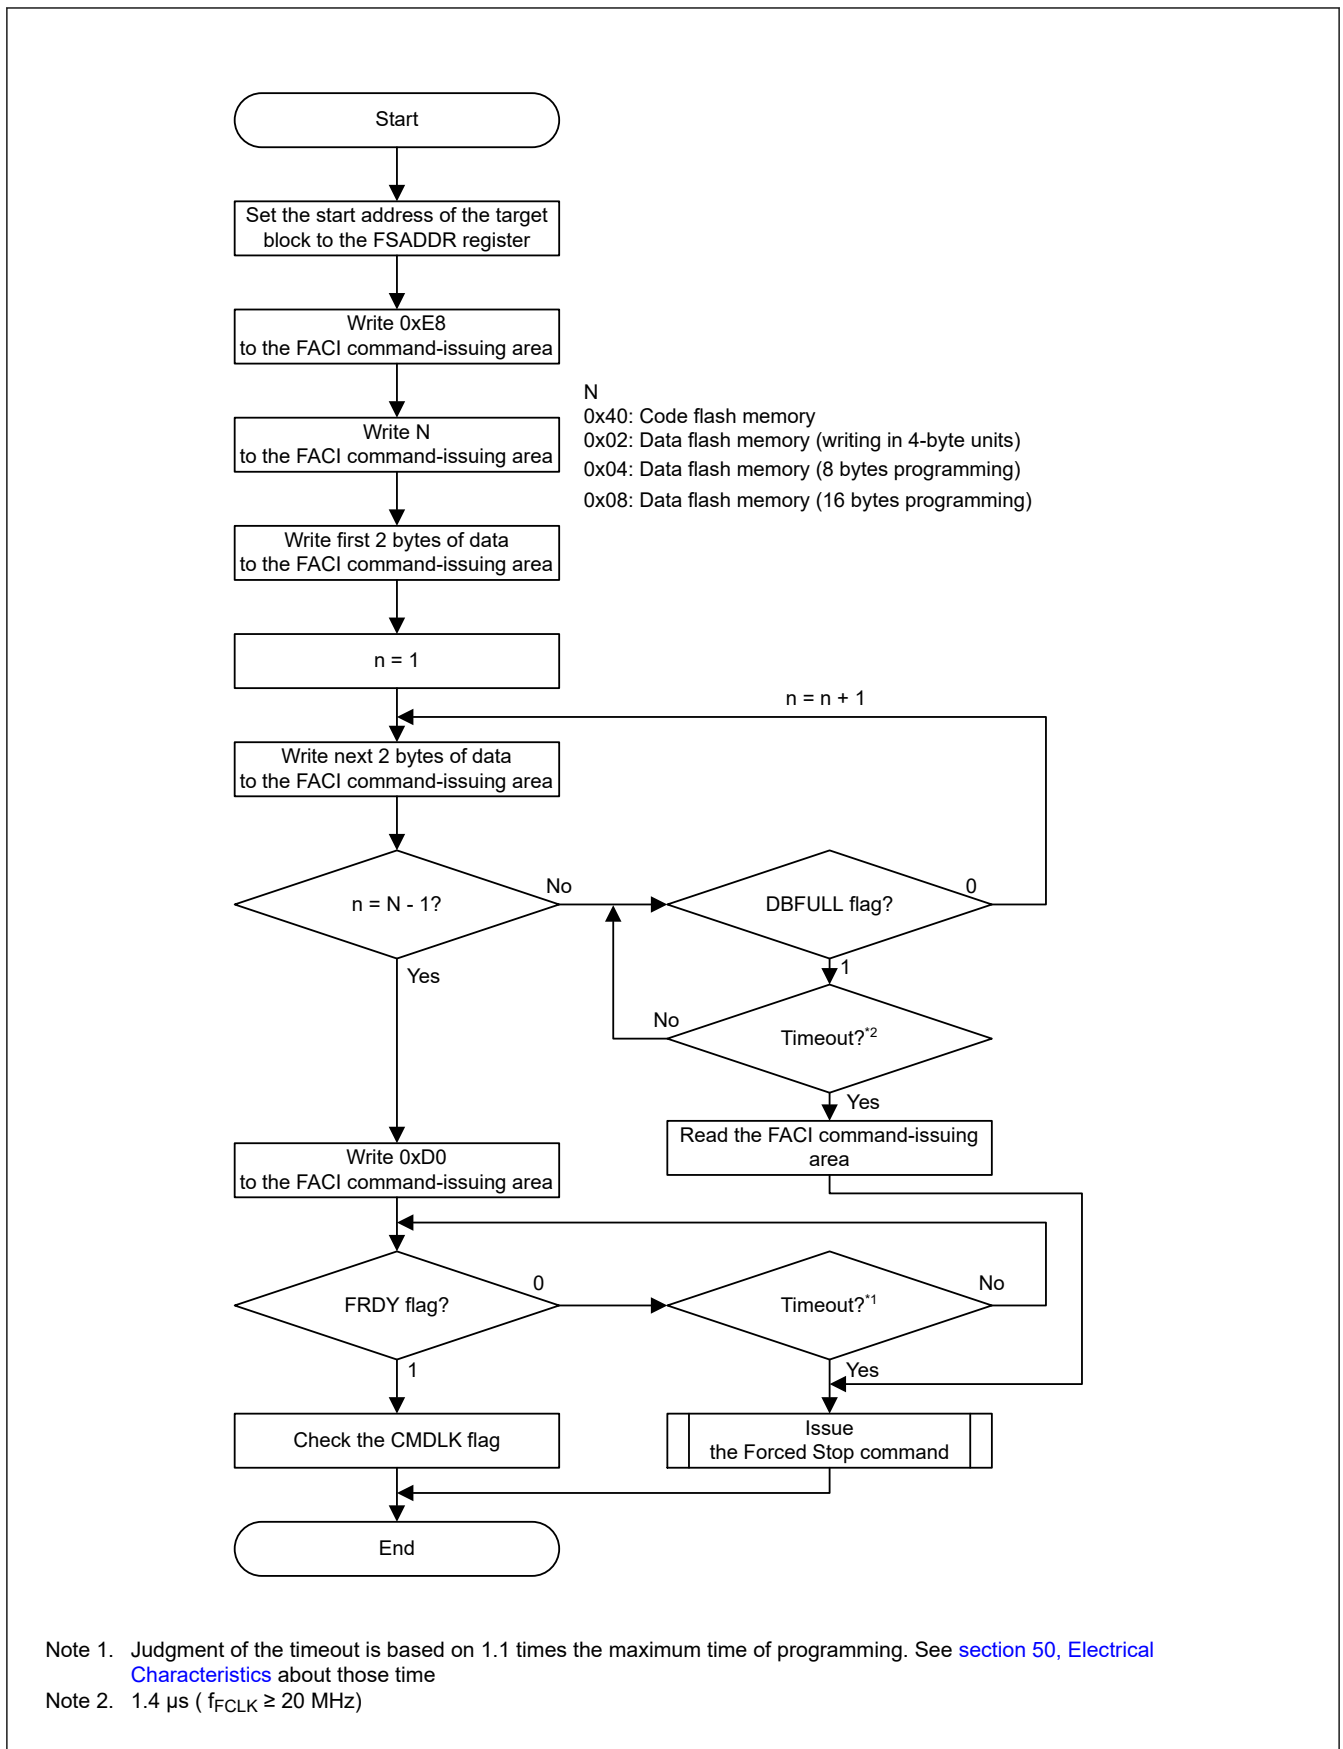 Start
Set the start address of the target
block to the FSADDR register
Write 0xE8
to the FACI command-issuing area
N
0x40: Code flash memory
0x02: Data flash memory (writing in 4-byte units)
0x04: Data flash memory (8 bytes programming)
0x08: Data flash memory (16 bytes programming)
Write N
to the FACI command-issuing area
Write first 2 bytes of data
to the FACI command-issuing area
n = 1
n = n + 1
Write next 2 bytes of data
to the FACI command-issuing area
n = N - 1?
No
DBFULL flag?
0
Yes
1
No
Timeout?*2
Yes
Read the FACI command-issuing
area
Write 0xD0
to the FACI command-issuing area
FRDY flag?
0
Timeout?*1
No
1
Yes
Check the CMDLK flag
Issue
the Forced Stop command
End
Note 1. Judgment of the timeout is based on 1.1 times the maximum time of programming. See section 50, Electrical
Characteristics about those time
Note 2. 1.4 µs ( fFCLK ≥ 20 MHz)